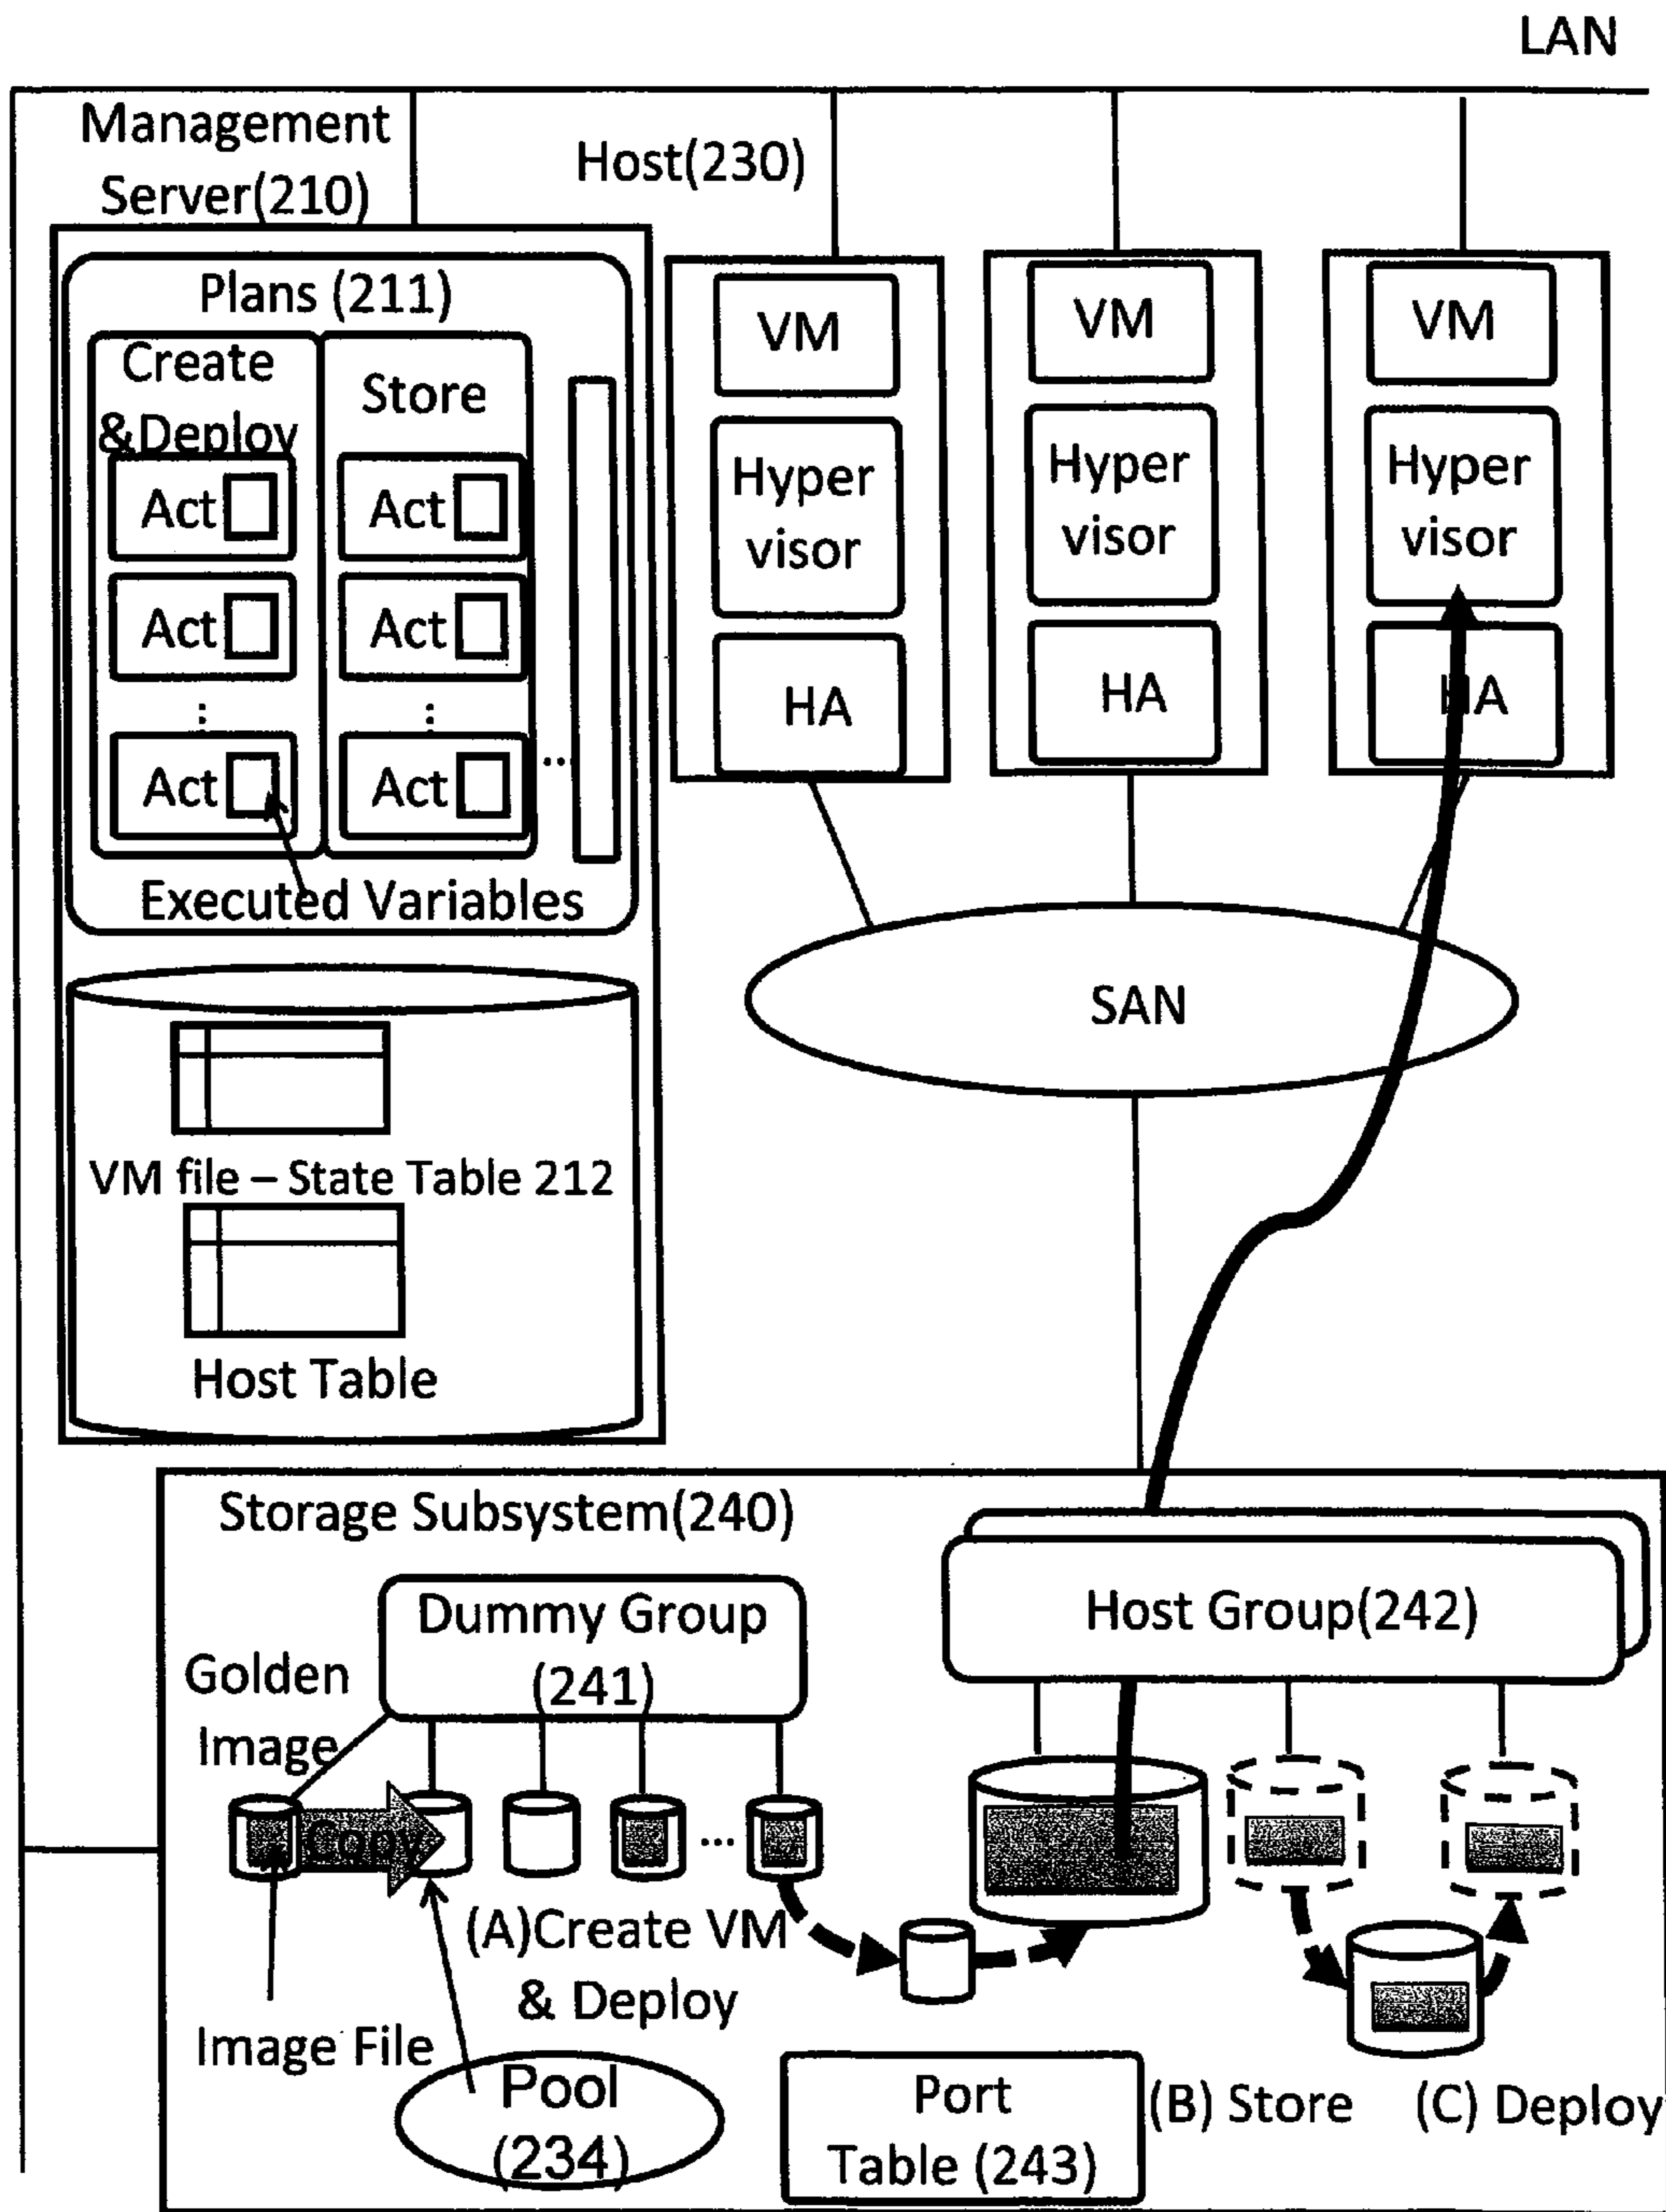 LAN
Management
Server(210)
Host(230)
Plans (211)
Create
&Deploy
Store
Act
Act
Act
Act
⋮
⋮
Act
Act
...
Executed Variables
VM
VM
VM
Hyper
visor
Hyper
visor
Hyper
visor
HA
HA
HA
SAN
VM file – State Table 212
Host Table
Storage Subsystem(240)
Dummy Group
(241)
Host Group(242)
Golden
Image
Copy
...
(A)Create VM
& Deploy
Image File
Pool
(234)
Port
Table (243)
(B) Store
(C) Deploy